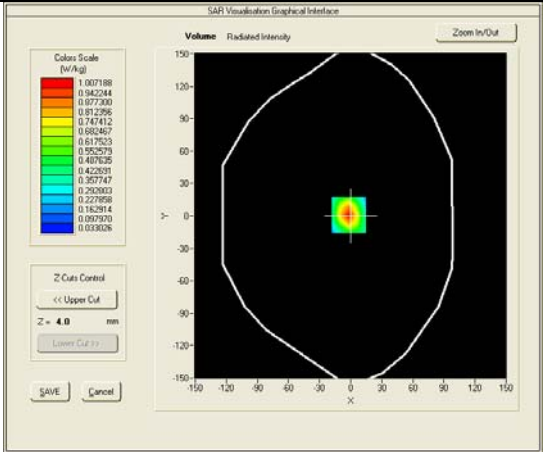 SAR Visualisation Graphical Interface
Volume Radiated Intensity
Zoom In/Out
Colors Scale
(W/kg)
1.007188
0.942244
0.877300
0.812356
0.747412
0.682467
0.617523
0.552579
0.487635
0.422691
0.357747
0.292803
0.227858
0.162914
0.097970
0.033026
Z-Cuts Control
<< Upper Cut
Z = 4.0 mm
Lower Cut >>
SAVE Cancel
150
120
90
60
30
0
-30
-60
-90
-120
-150
Y
-150 -120 -90 -60 -30 0 30 60 90 120 150
X